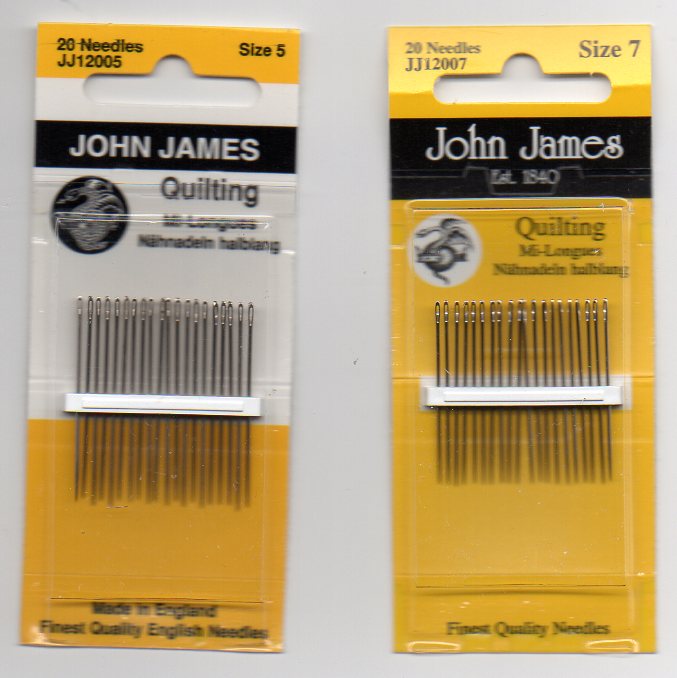 20 Needles
JJ12005
Size 5
JOHN JAMES
Quilting
Mi-Longues
Nähnadeln halblang
Made in England
Finest Quality English Needles
20 Needles
JJ12007
Size 7
John James
Est. 1840
Quilting
Mi-Longues
Nähnadeln halblang
Finest Quality Needles